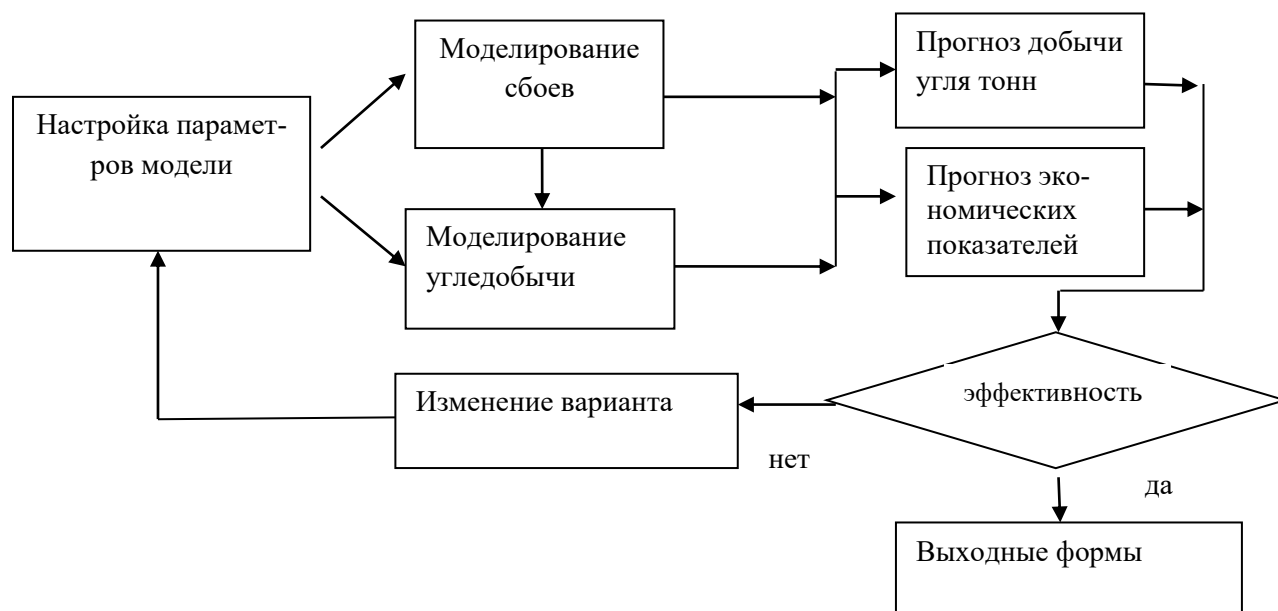 Настройка парамет-
ров модели
Моделирование
сбоев
Моделирование
угледобычи
Прогноз добычи
угля тонн
Прогноз эко-
номических
показателей
эффективность
нет
да
Изменение варианта
Выходные формы